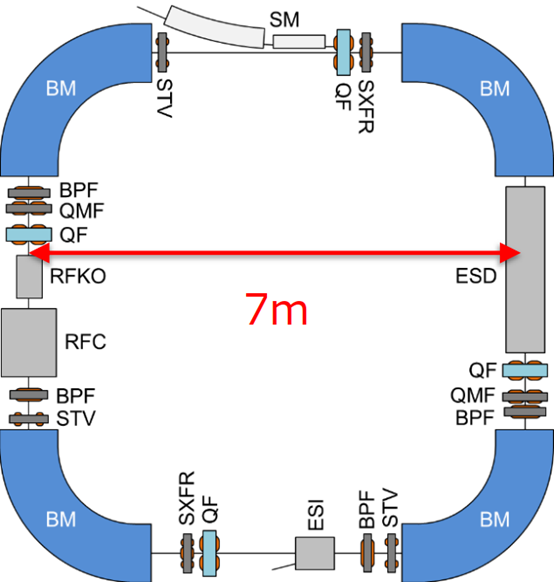 SM
BM
STV
QF
SXFR
BM
BPF
QMF
QF
RFKO
ESD
7m
RFC
QF
BPF
QMF
STV
BPF
BM
SXFR
QF
ESI
BPF
STV
BM